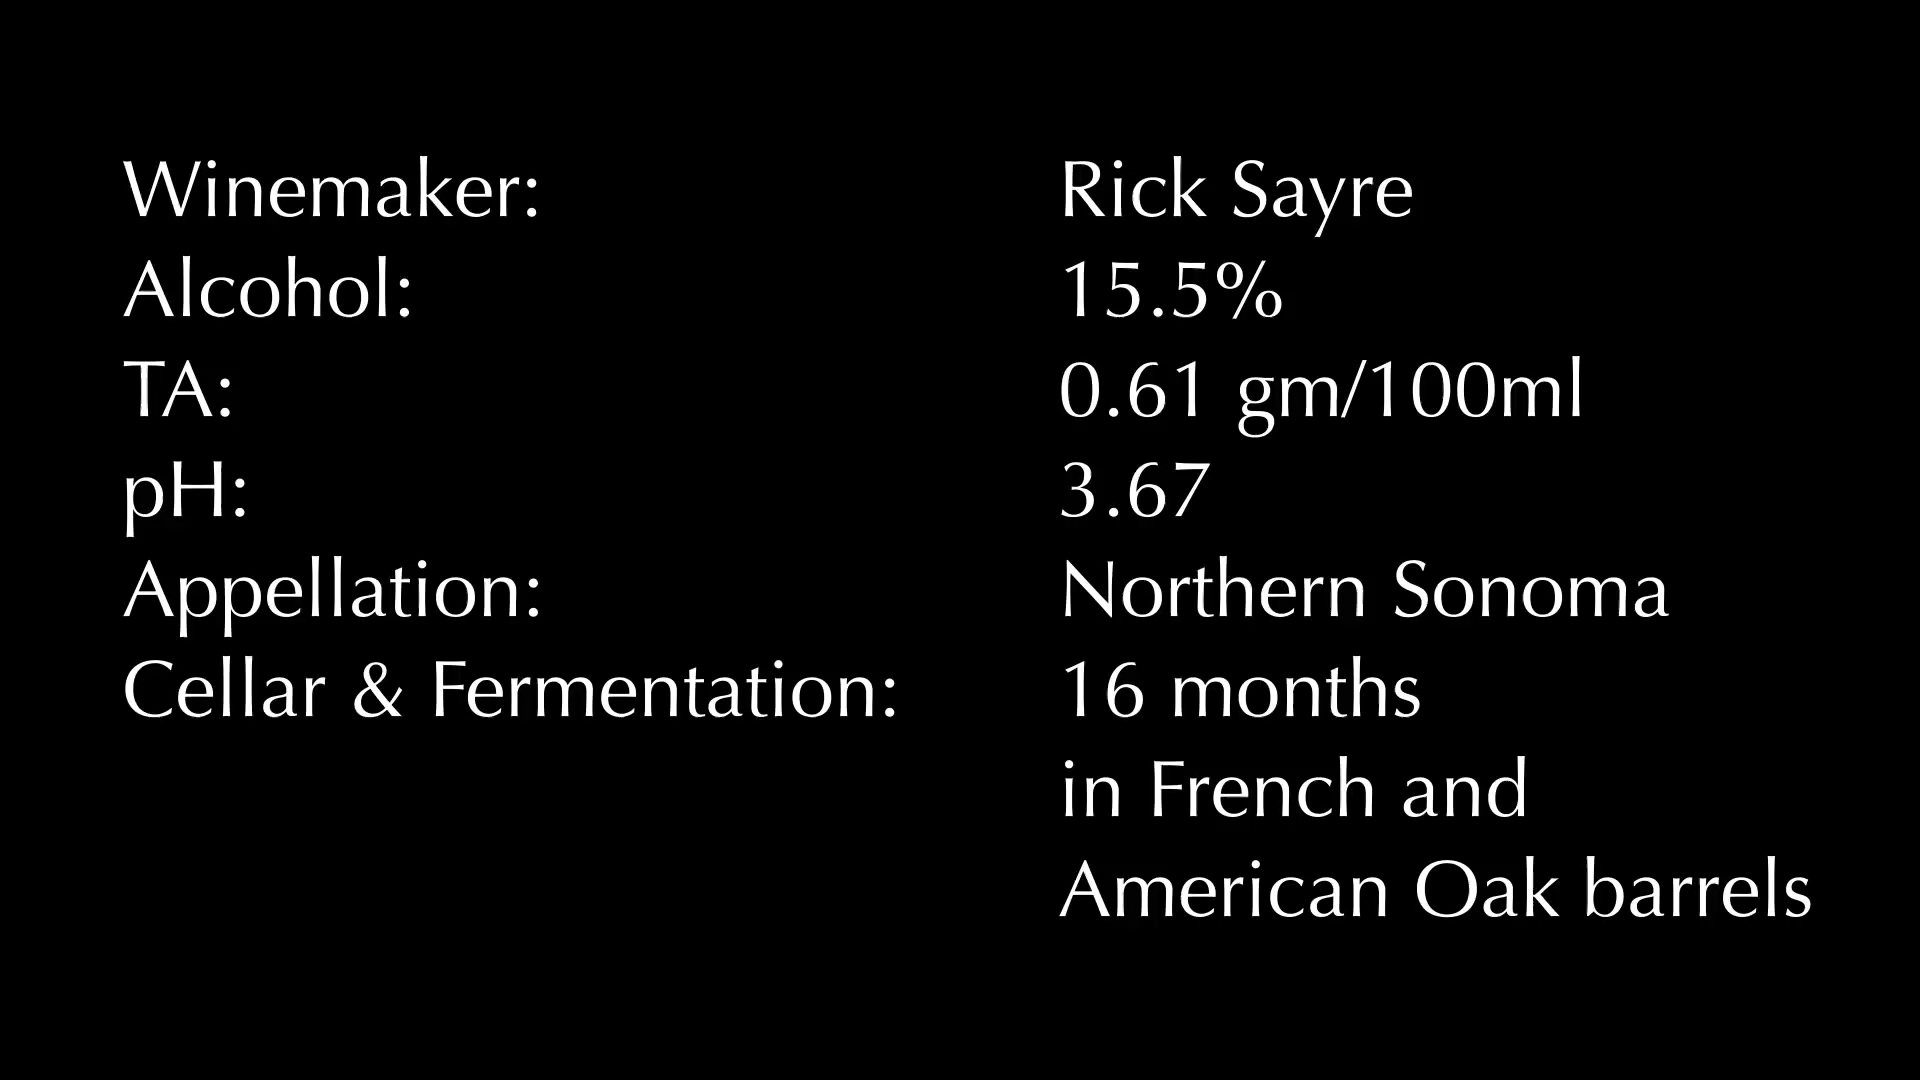 Winemaker: Rick Sayre
Alcohol: 15.5%
TA: 0.61 gm/100ml
pH: 3.67
Appellation: Northern Sonoma
Cellar & Fermentation: 16 months
in French and
American Oak barrels